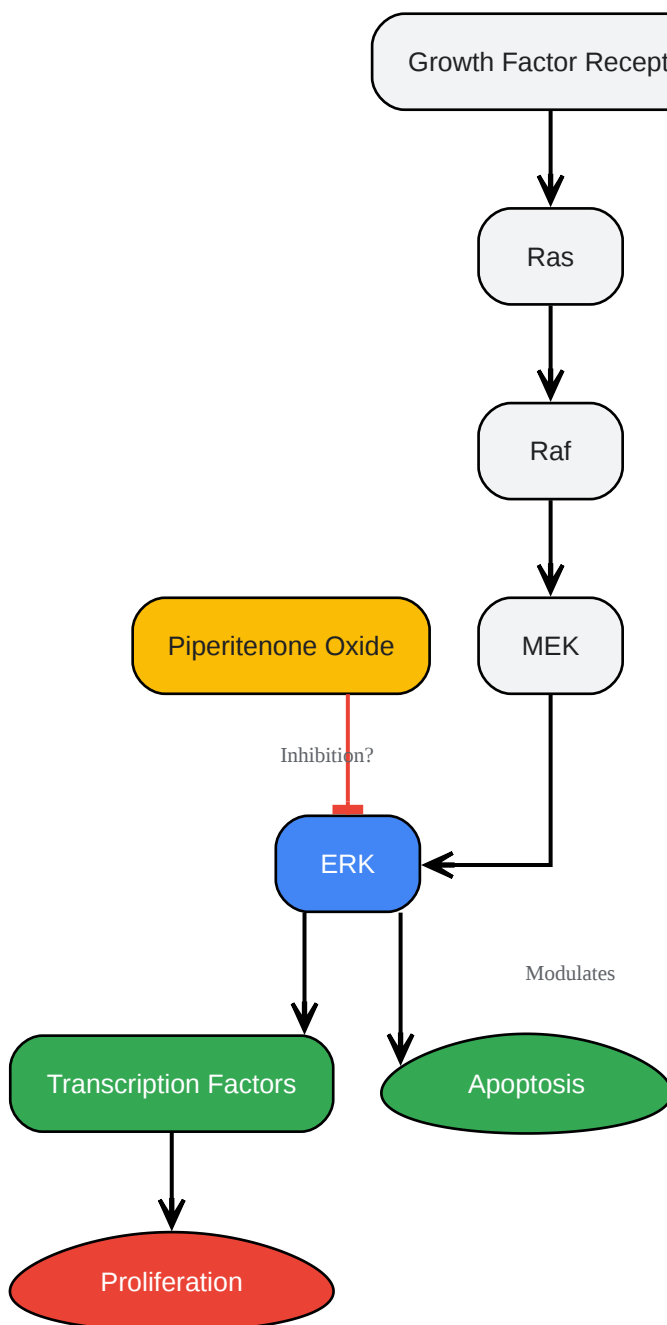 Growth Factor Recept
Ras
Raf
Piperitenone Oxide
MEK
Inhibition?
ERK
Modulates
Transcription Factors
Apoptosis
Proliferation